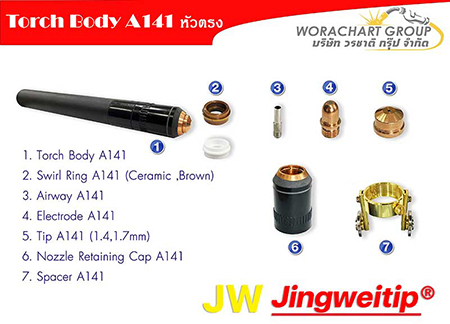 Torch Body A141 หัวตรง
WORACHART GROUP
บริษัท วรชาติ กรุ๊ป จำกัด
1
2
3
4
5
1. Torch Body A141
2. Swirl Ring A141 (Ceramic ,Brown)
3. Airway A141
4. Electrode A141
5. Tip A141 (1.4,1.7mm)
6. Nozzle Retaining Cap A141
7. Spacer A141
6
7
JW Jingweitip®